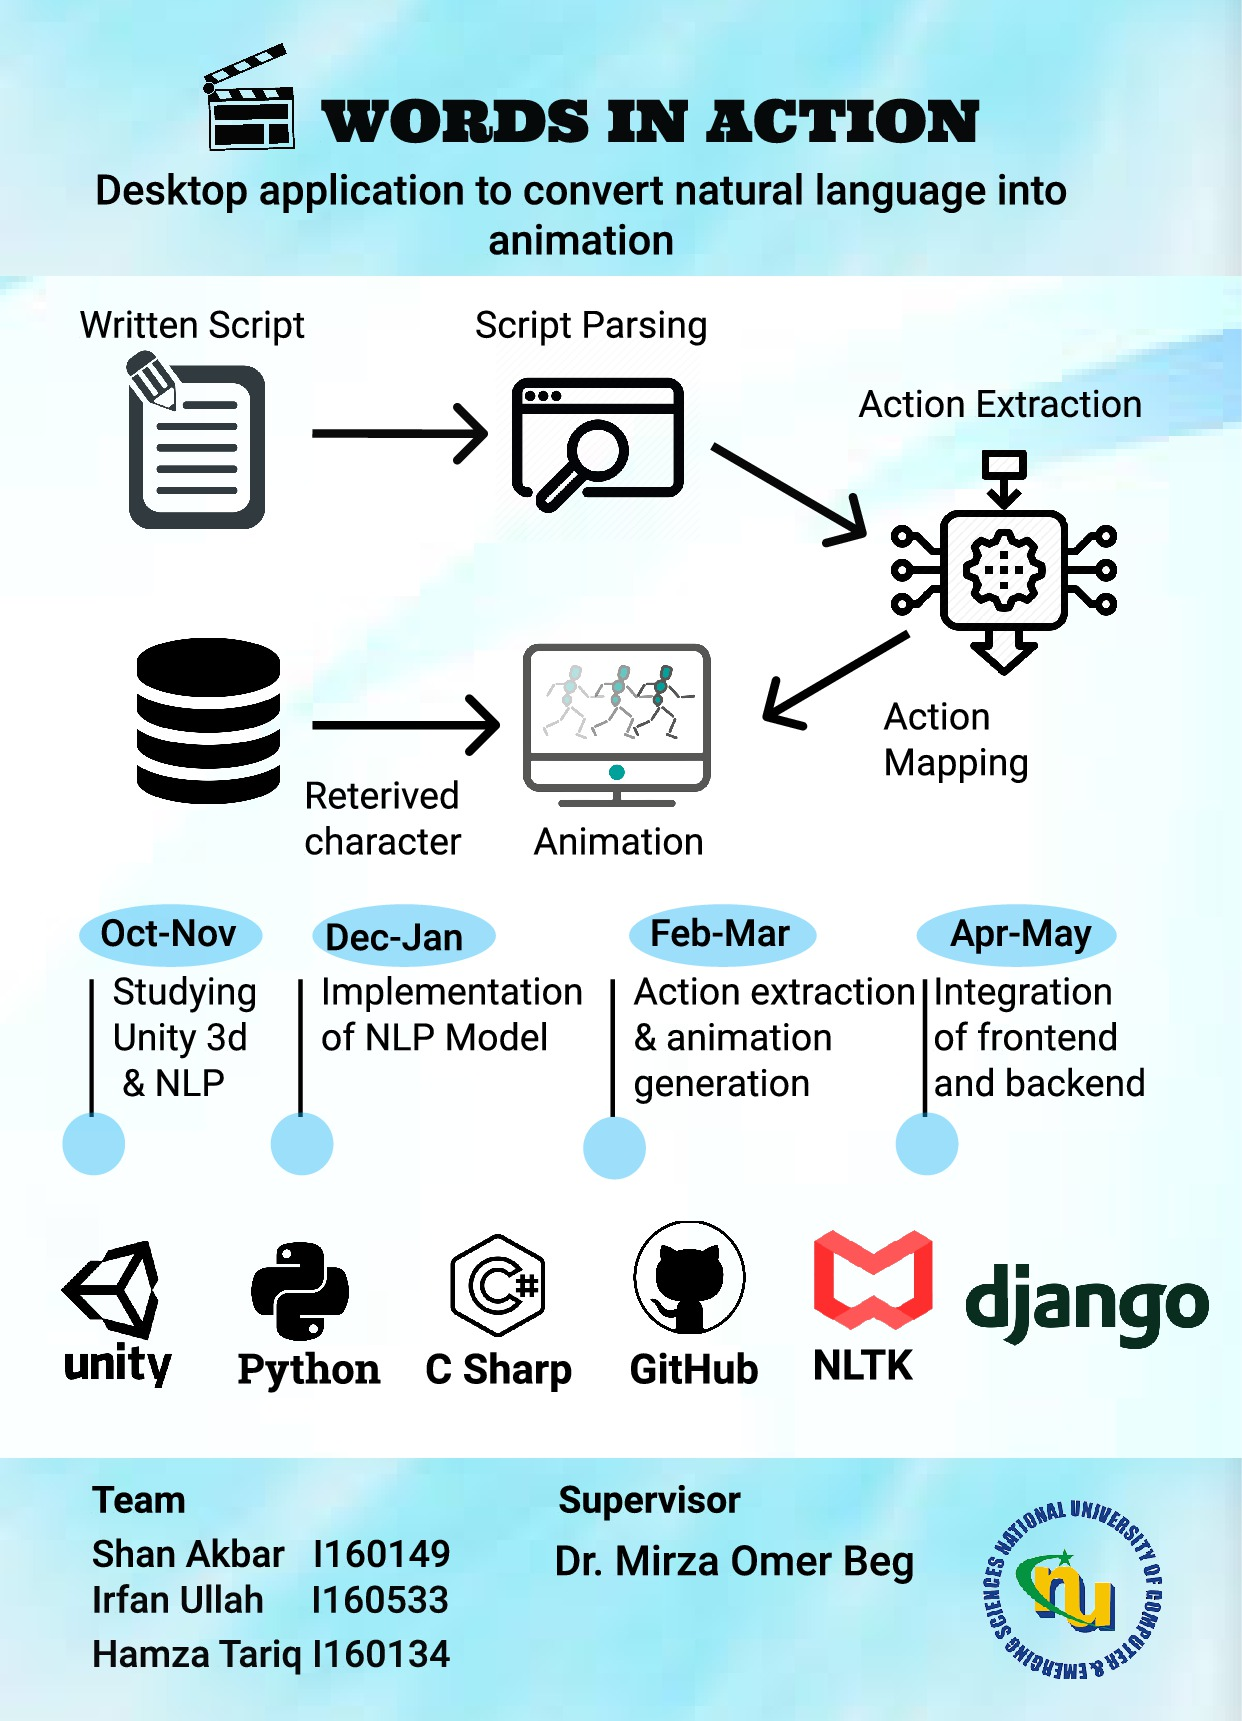 WORDS IN ACTION
Desktop application to convert natural language into
animation
Written Script
Script Parsing
Action Extraction
Action
Mapping
Reterived
character
Animation
Oct-Nov
Studying
Unity 3d
& NLP
Dec-Jan
Implementation
of NLP Model
Feb-Mar
Action extraction
& animation
generation
Apr-May
Integration
of frontend
and backend
unity
Python
C#
C Sharp
GitHub
NLTK
django
Team
Shan Akbar I160149
Irfan Ullah I160533
Hamza Tariq I160134
Supervisor
Dr. Mirza Omer Beg
NATIONAL UNIVERSITY OF COMPUTER & EMERGING SCIENCES
nu